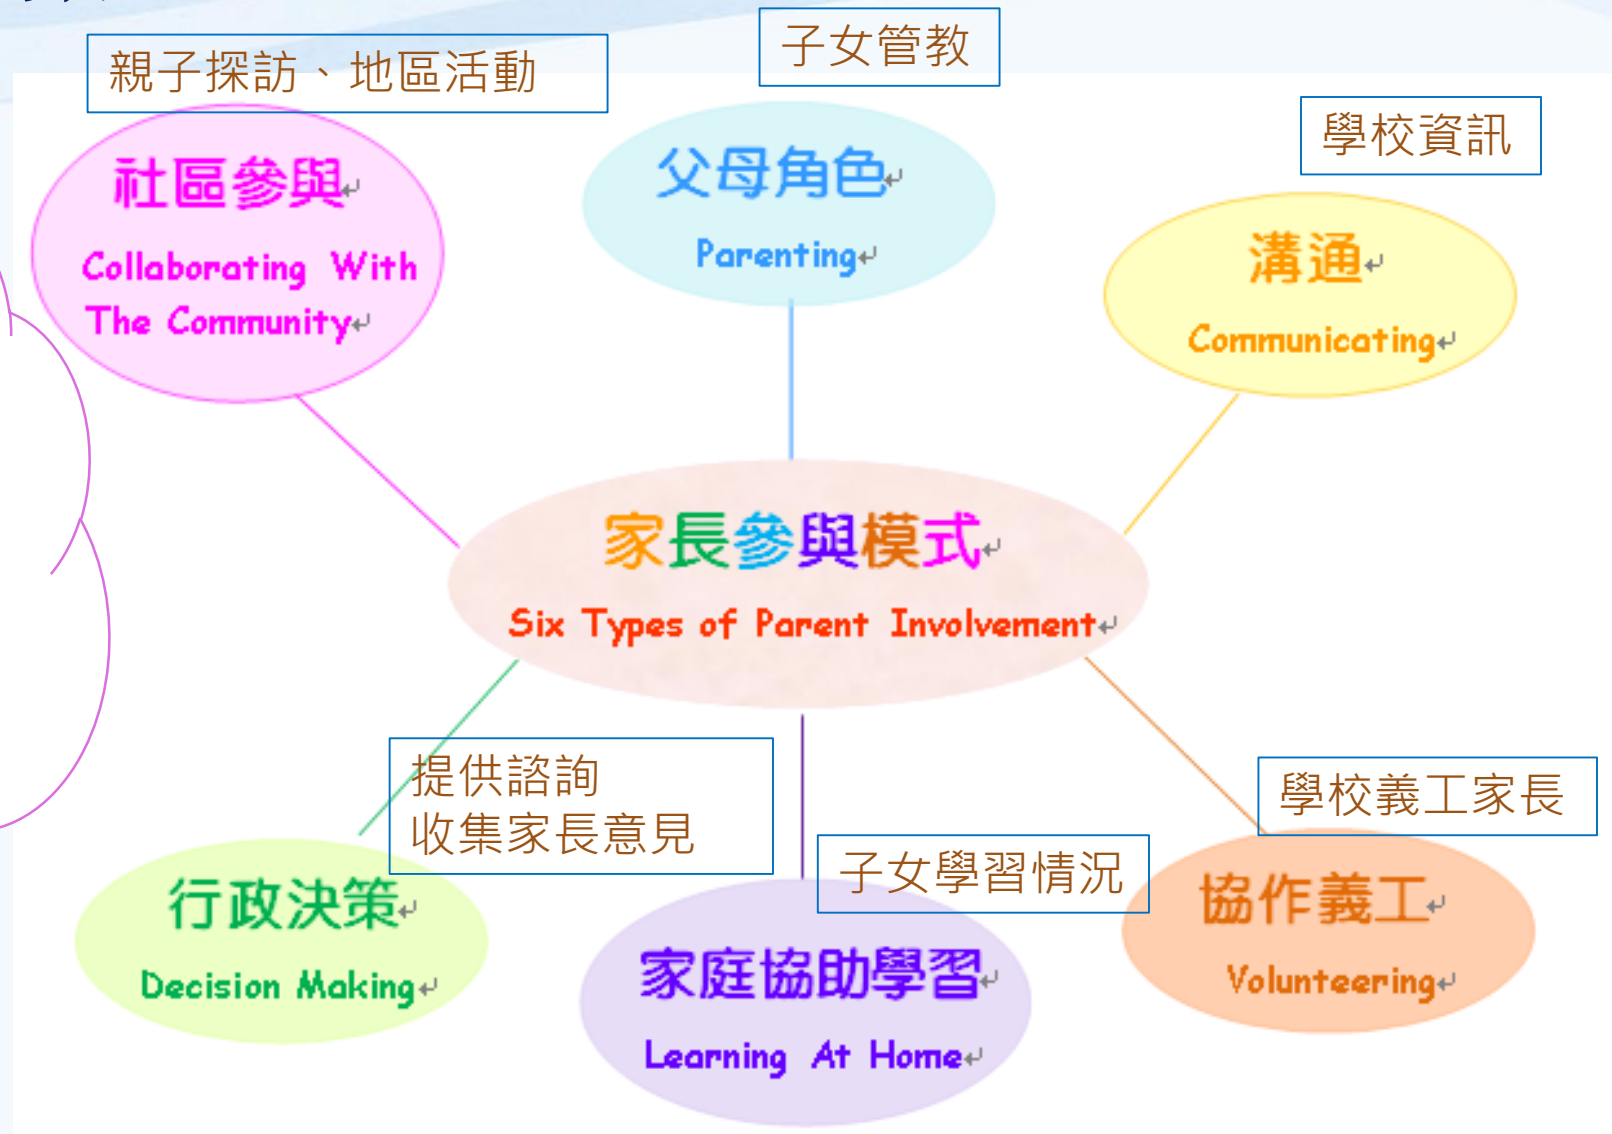 親子探訪、地區活動
子女管教
學校資訊
社區參與
Collaborating With
The Community
父母角色
Parenting
溝通
Communicating
家長參與模式
Six Types of Parent Involvement
提供諮詢
收集家長意見
學校義工家長
子女學習情況
行政決策
Decision Making
家庭協助學習
Learning At Home
協作義工
Volunteering